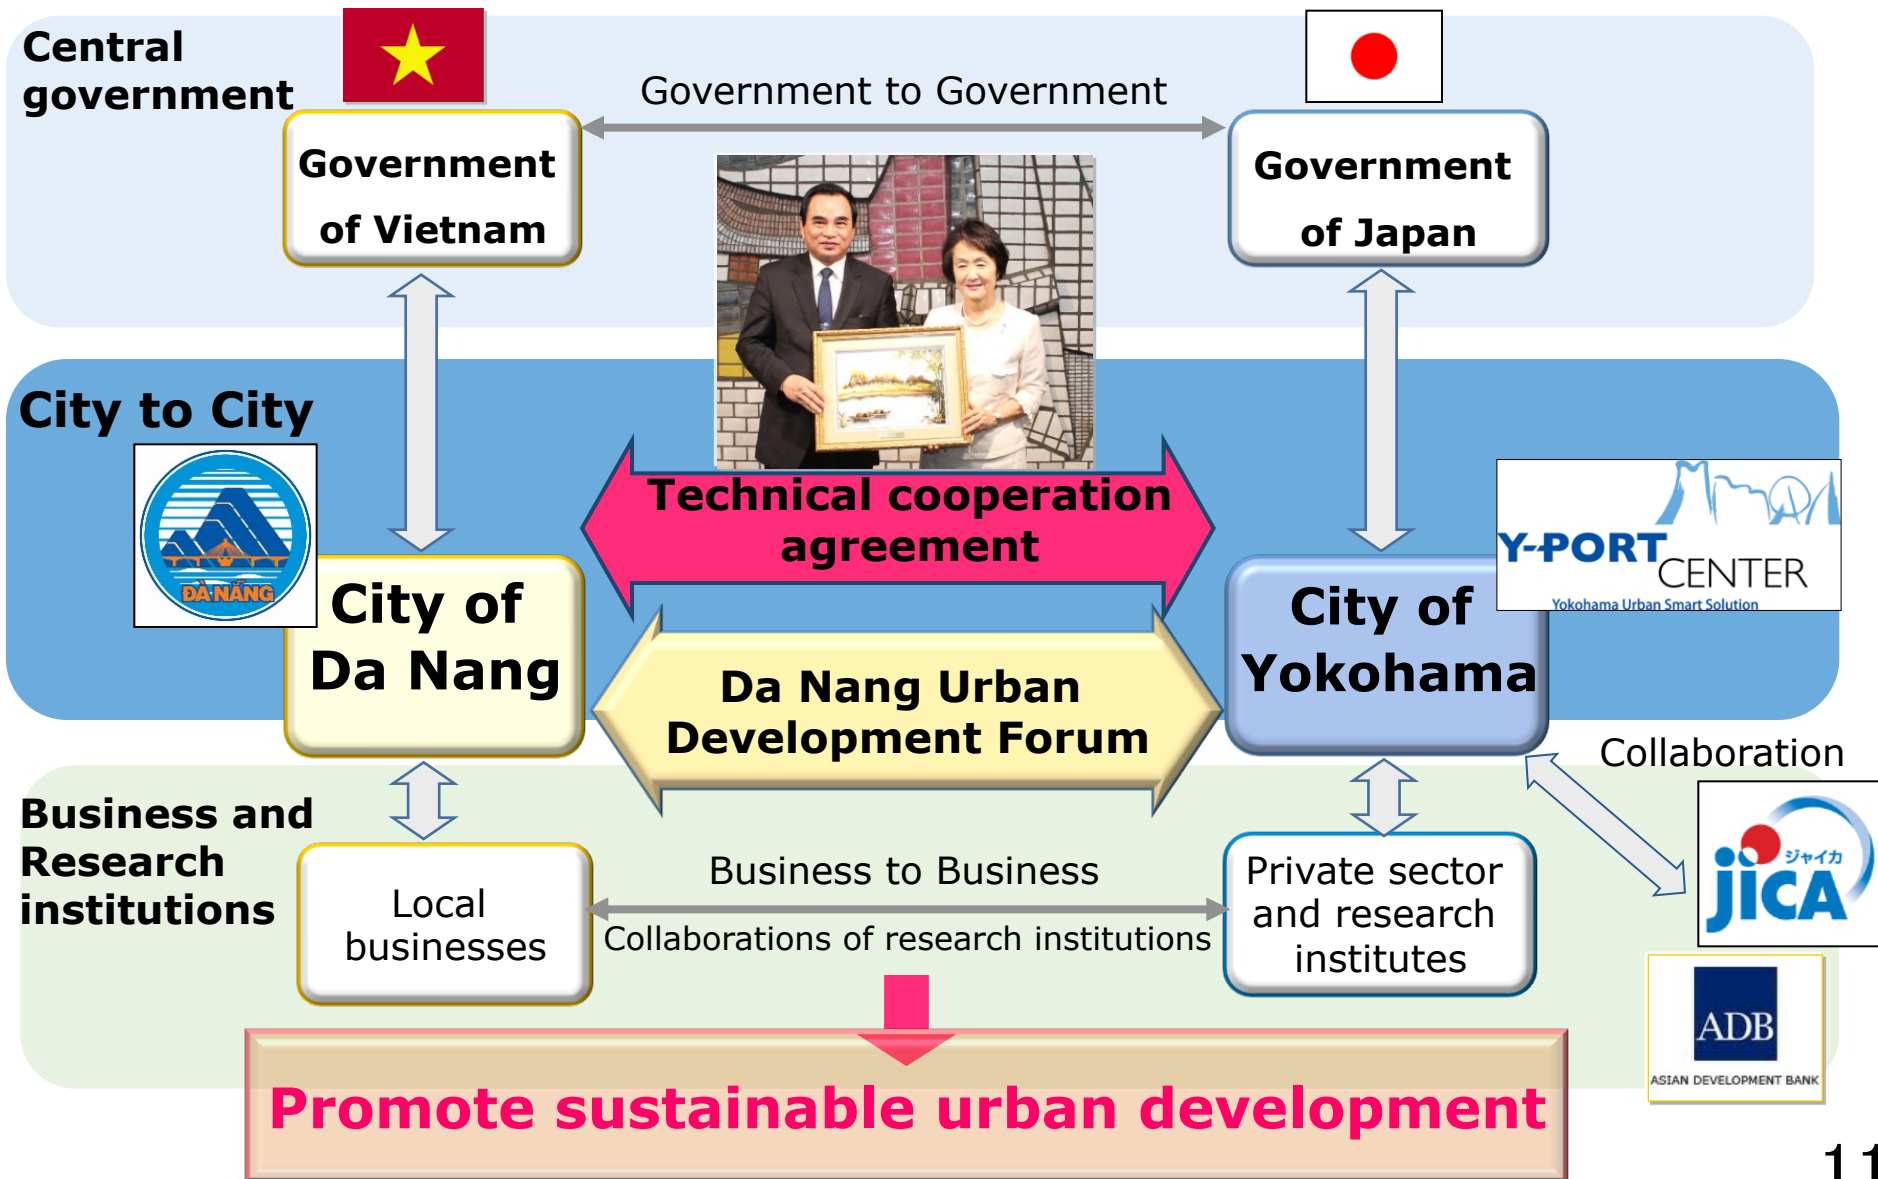 Central
government
Government to Government
Government
of Vietnam
Government
of Japan
City to City
ĐÀ NẴNG
Technical cooperation
agreement
Y-PORT
CENTER
Yokohama Urban Smart Solution
City of
Da Nang
City of
Yokohama
Da Nang Urban
Development Forum
Collaboration
Business and
Research
institutions
Local
businesses
Business to Business
Collaborations of research institutions
Private sector
and research
institutes
ジャイカ
jICA
ADB
ASIAN DEVELOPMENT BANK
Promote sustainable urban development
11